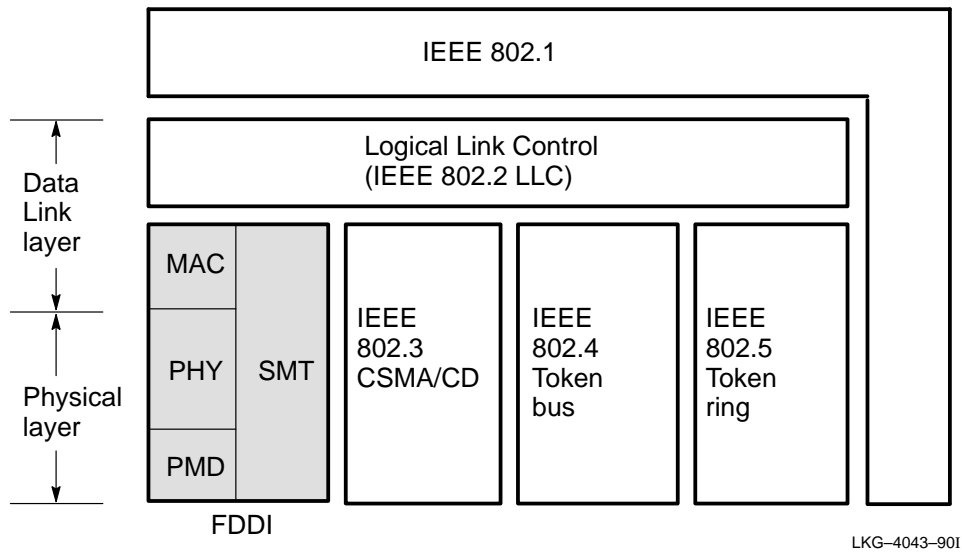 IEEE 802.1
Logical Link Control
(IEEE 802.2 LLC)
Data
Link
layer
Physical
layer
MAC
PHY
PMD
SMT
FDDI
IEEE
802.3
CSMA/CD
IEEE
802.4
Token
bus
IEEE
802.5
Token
ring
LKG–4043–90I